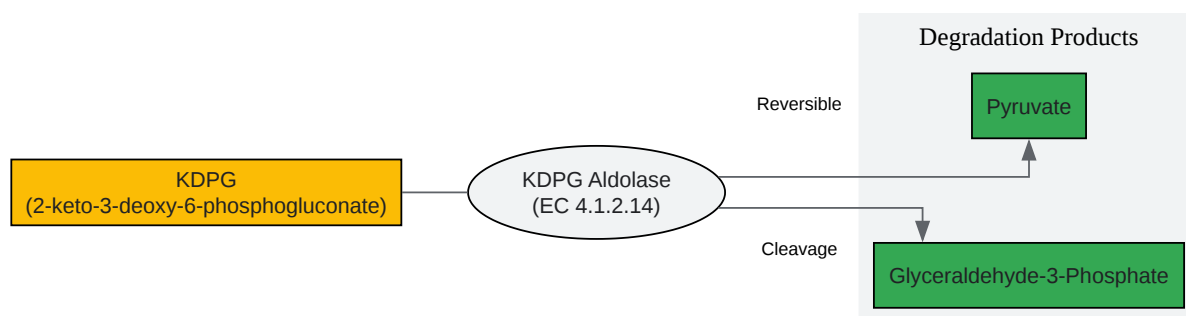 Degradation Products
Reversible
Pyruvate
KDPG
(2-keto-3-deoxy-6-phosphogluconate)
KDPG Aldolase
(EC 4.1.2.14)
Cleavage
Glyceraldehyde-3-Phosphate